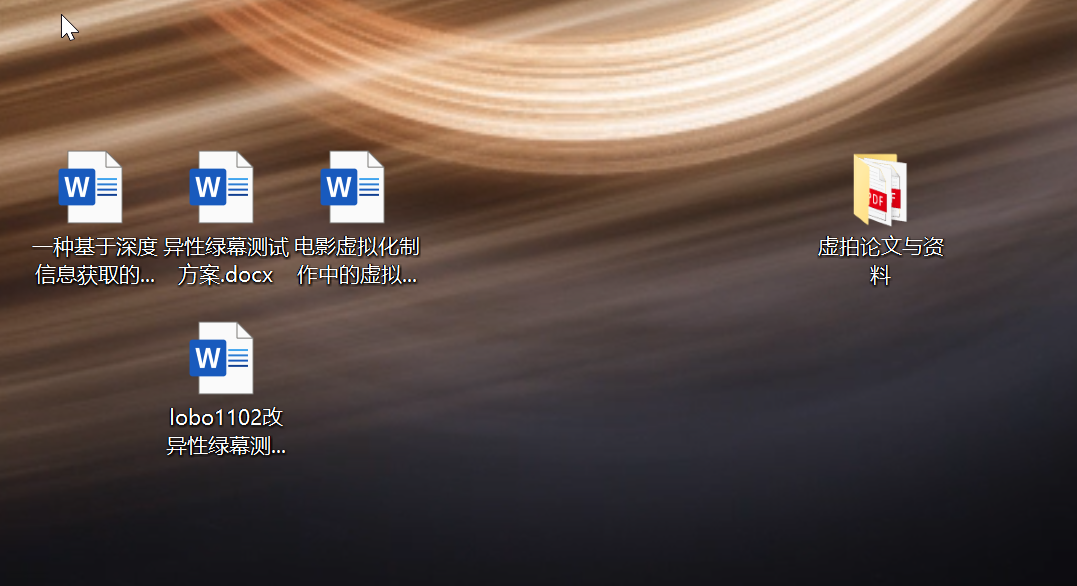 W
W
W
PDF
F
一种基于深度
信息获取的...
异性绿幕测试
方案.docx
电影虚拟化制
作中的虚拟...
虚拍论文与资
料
W
lobo1102改
异性绿幕测...